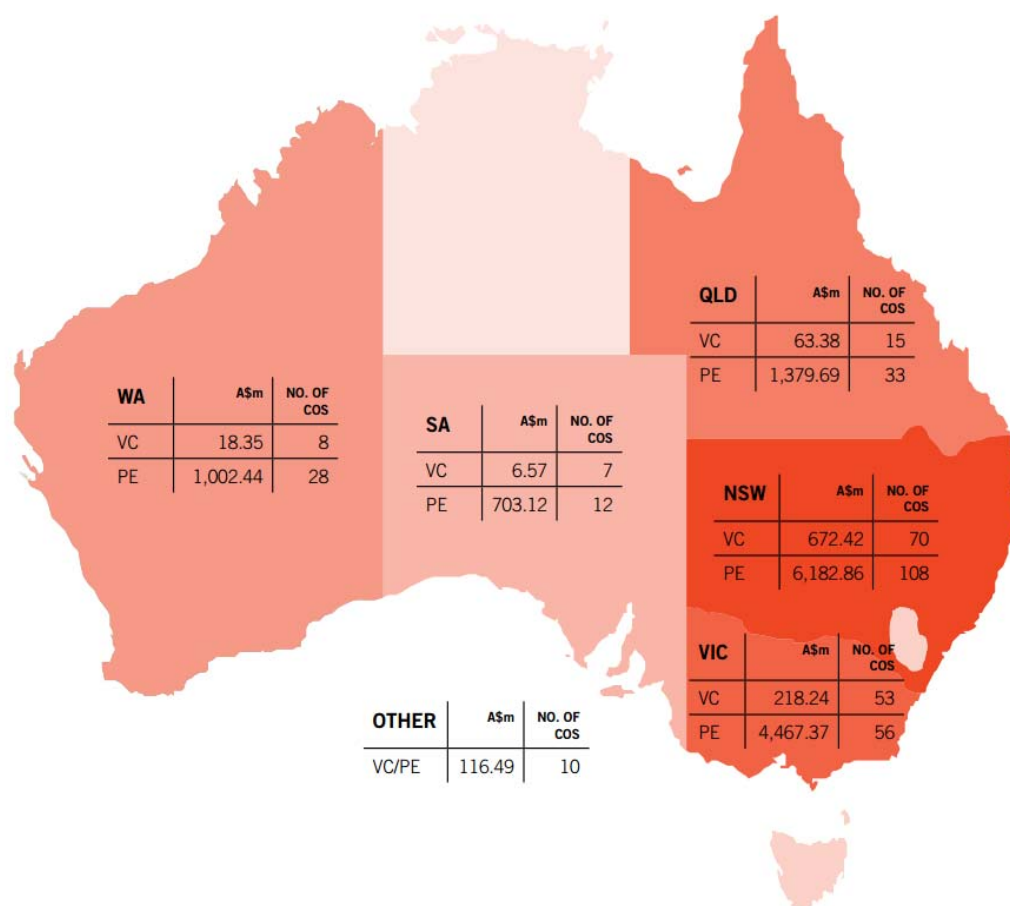 QLD A$m NO. OF
COS
VC 63.38 15
PE 1,379.69 33
WA A$m NO. OF
COS
VC 18.35 8
PE 1,002.44 28
SA A$m NO. OF
COS
VC 6.57 7
PE 703.12 12
NSW A$m NO. OF
COS
VC 672.42 70
PE 6,182.86 108
VIC A$m NO. OF
COS
VC 218.24 53
PE 4,467.37 56
OTHER A$m NO. OF
COS
VC/PE 116.49 10